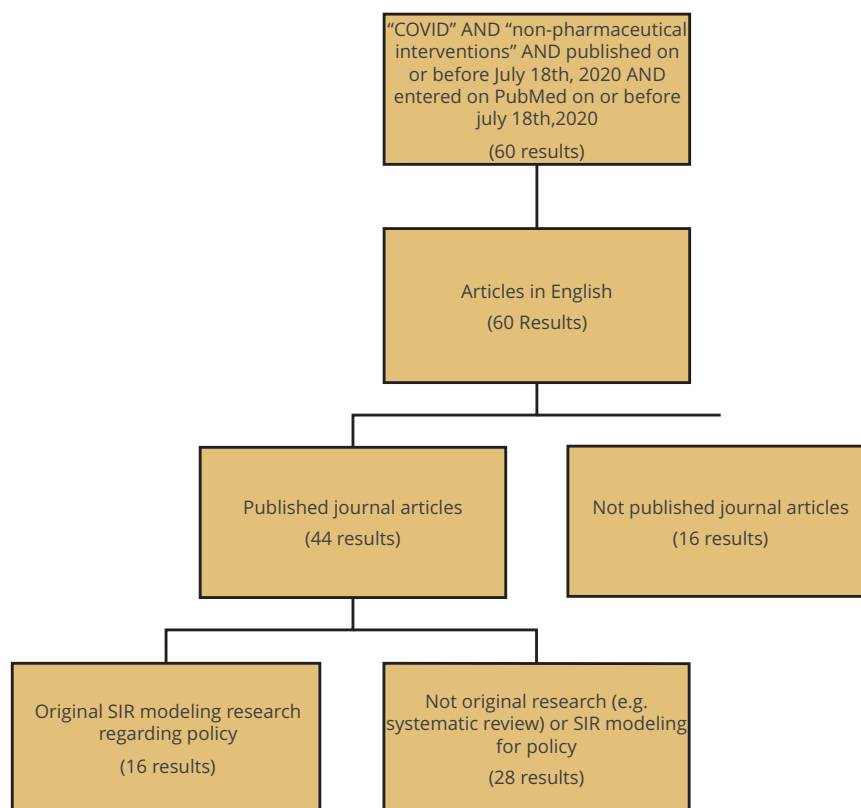 “COVID” AND “non-pharmaceutical
interventions” AND published on
or before July 18th, 2020 AND
entered on PubMed on or before
july 18th,2020
(60 results)
Articles in English
(60 Results)
Published journal articles
(44 results)
Not published journal articles
(16 results)
Original SIR modeling research
regarding policy
(16 results)
Not original research (e.g.
systematic review) or SIR modeling
for policy
(28 results)